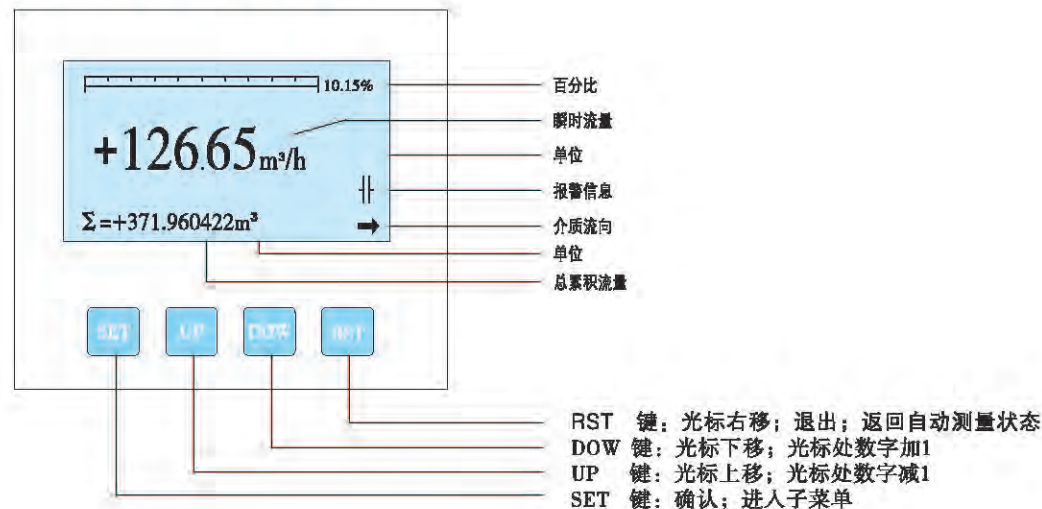 10.15%
百分比
瞬时流量
+126.65m³/h
单位
报警信息
Σ=+371.960422m³
介质流向
单位
总累积流量
SET UP DOW RST
RST 键：光标右移；退出；返回自动测量状态
DOW 键：光标下移；光标处数字加1
UP 键：光标上移；光标处数字减1
SET 键：确认；进入子菜单